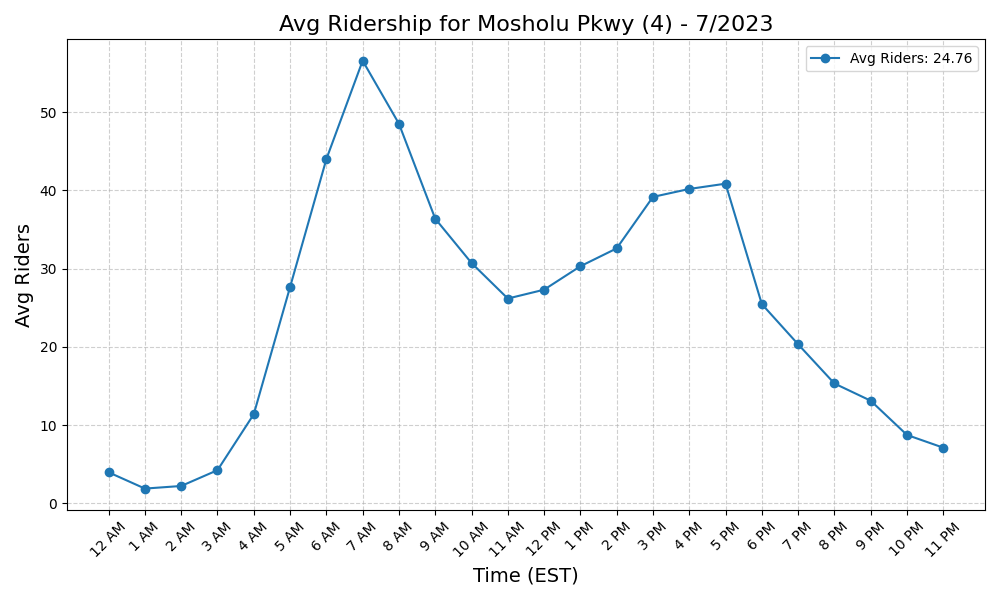 Avg Ridership for Mosholu Pkwy (4) - 7/2023
Avg Riders: 24.76
Avg Riders
50
40
30
20
10
0
12 AM
1 AM
2 AM
3 AM
4 AM
5 AM
6 AM
7 AM
8 AM
9 AM
10 AM
11 AM
12 PM
1 PM
2 PM
3 PM
4 PM
5 PM
6 PM
7 PM
8 PM
9 PM
10 PM
11 PM
Time (EST)